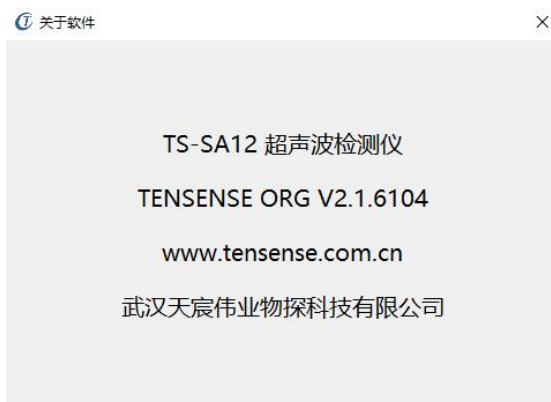 关于软件
TS-SA12 超声波检测仪
TENSENSE ORG V2.1.6104
www.tensense.com.cn
武汉天宸伟业物探科技有限公司